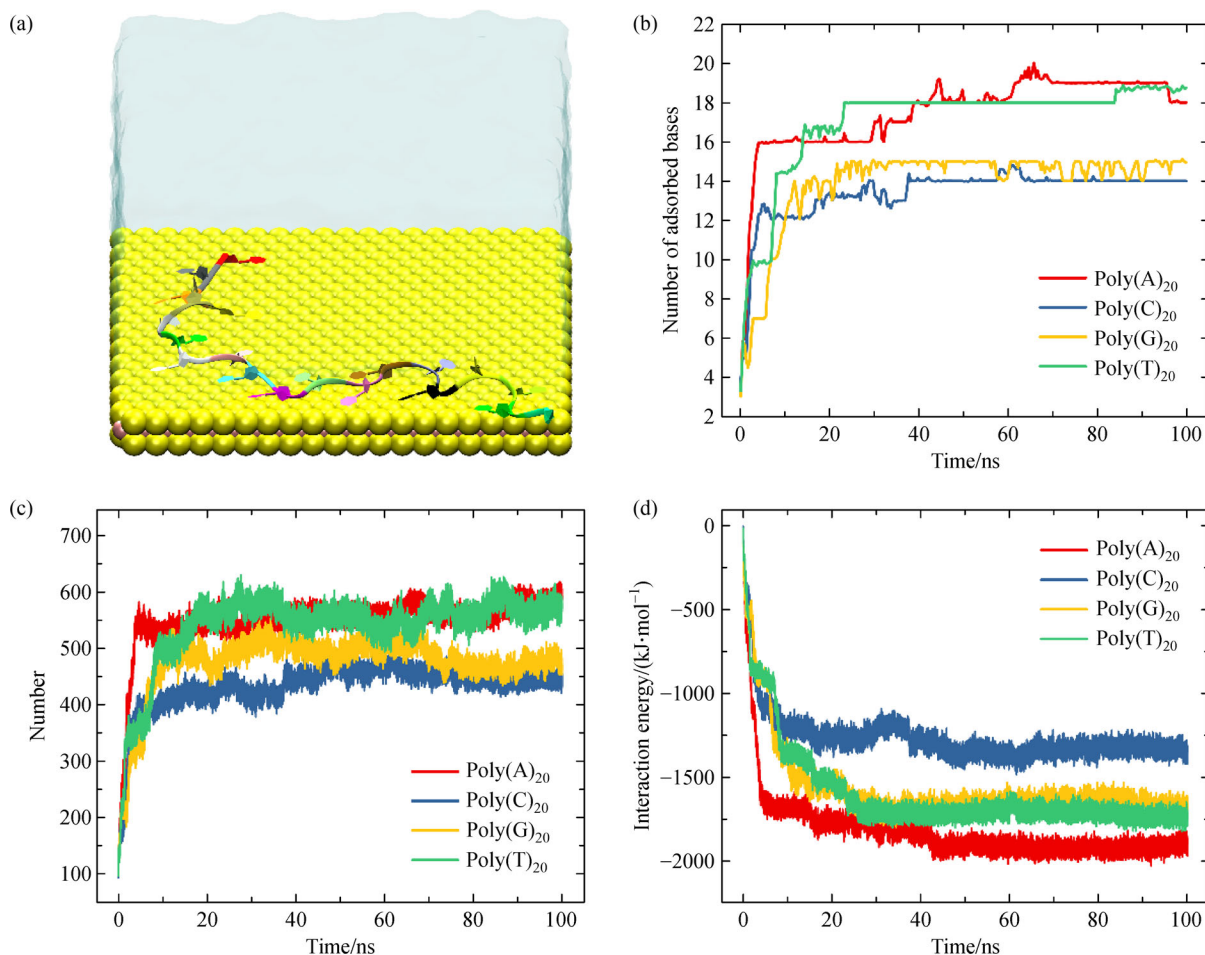 (a)
(b)
22
20
18
16
14
12
10
8
6
4
2
Number of adsorbed bases
Poly(A)20
Poly(C)20
Poly(G)20
Poly(T)20
0 20 40 60 80 100
Time/ns
(c)
700
600
500
400
300
200
100
Number
Poly(A)20
Poly(C)20
Poly(G)20
Poly(T)20
0 20 40 60 80 100
Time/ns
(d)
0
−500
−1000
−1500
−2000
Interaction energy/(kJ·mol−1)
Poly(A)20
Poly(C)20
Poly(G)20
Poly(T)20
0 20 40 60 80 100
Time/ns